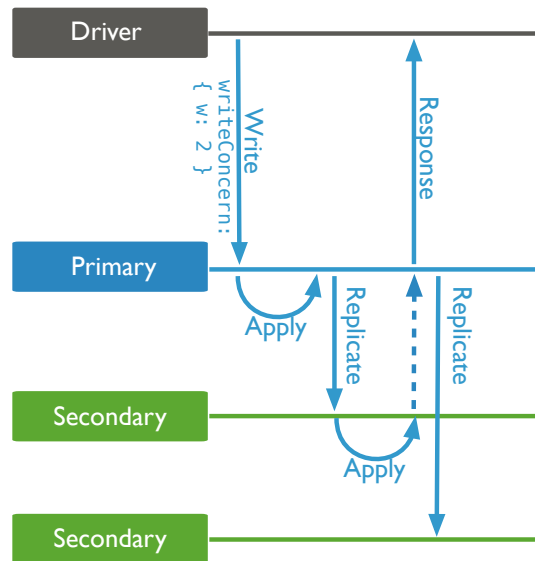 Driver
Write
writeConcern:
{ w: 2 }
Response
Primary
Apply
Replicate
Replicate
Secondary
Apply
Secondary